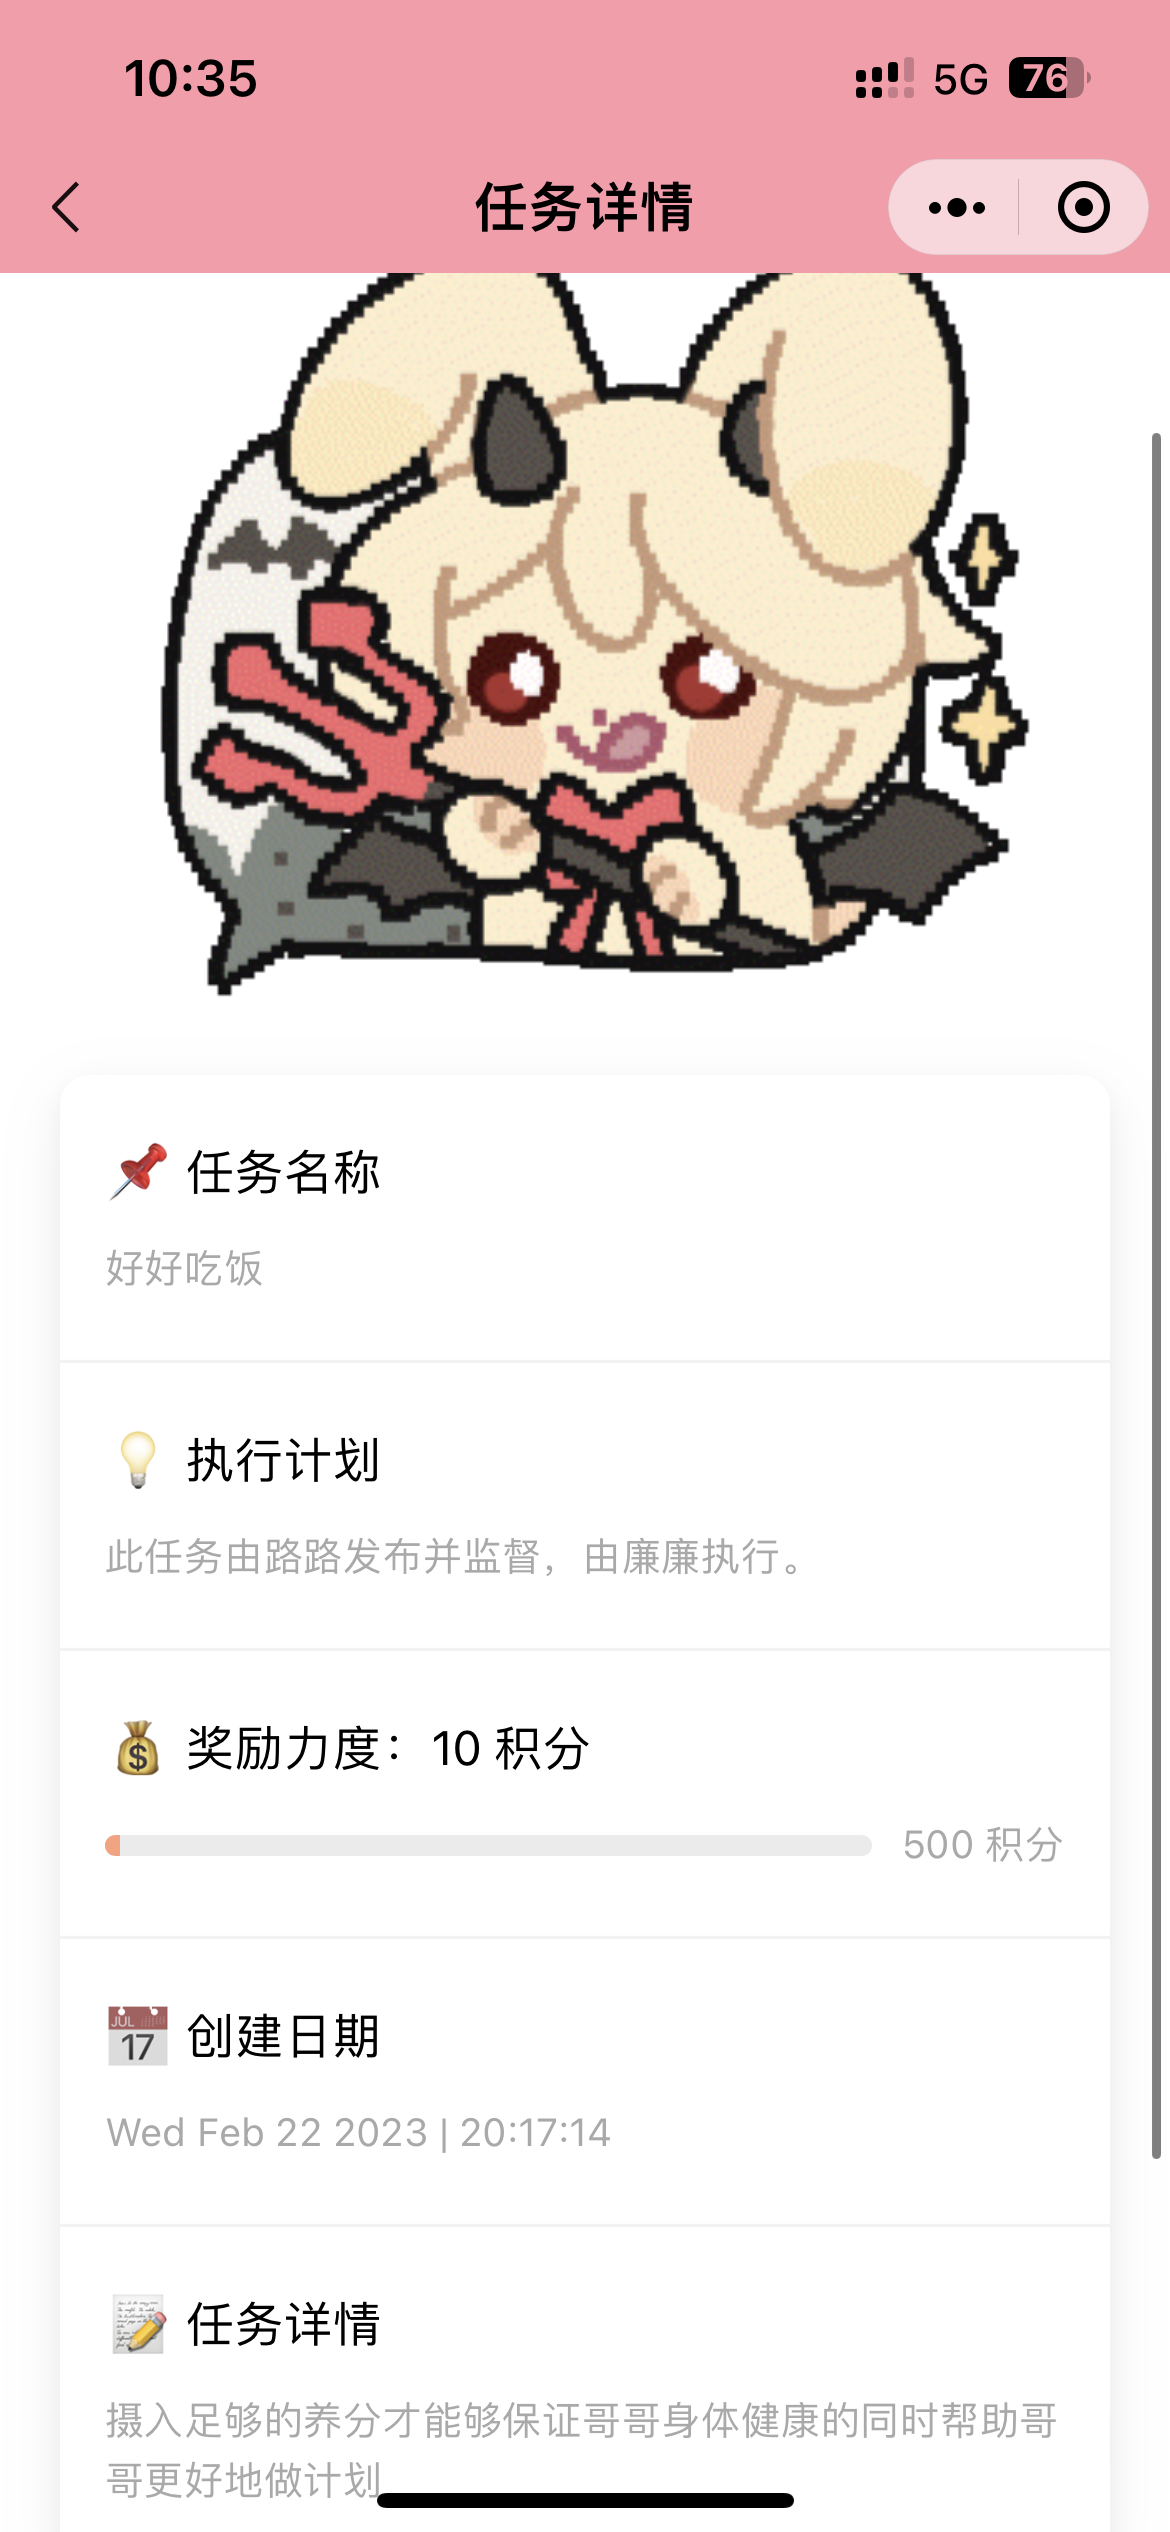 10:35
5G
76
任务详情
任务名称
好好吃饭
执行计划
此任务由路路发布并监督，由廉廉执行。
奖励力度：10 积分
500 积分
JUL
17
创建日期
Wed Feb 22 2023 | 20:17:14
任务详情
摄入足够的养分才能够保证哥哥身体健康的同时帮助哥
哥更好地做计划